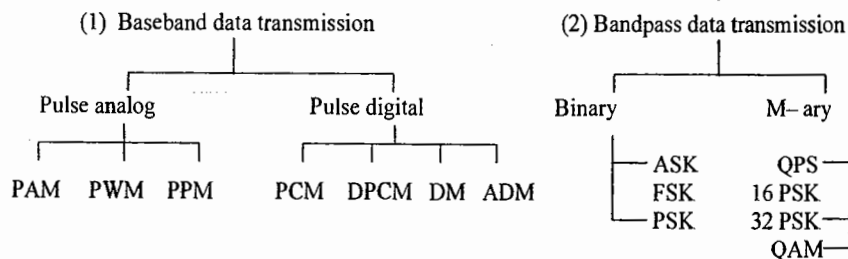 (1) Baseband data transmission
(2) Bandpass data transmission
Pulse analog
Pulse digital
Binary
M– ary
PAM PWM PPM
PCM DPCM DM ADM
ASK
FSK
PSK
QPS
16 PSK
32 PSK
QAM